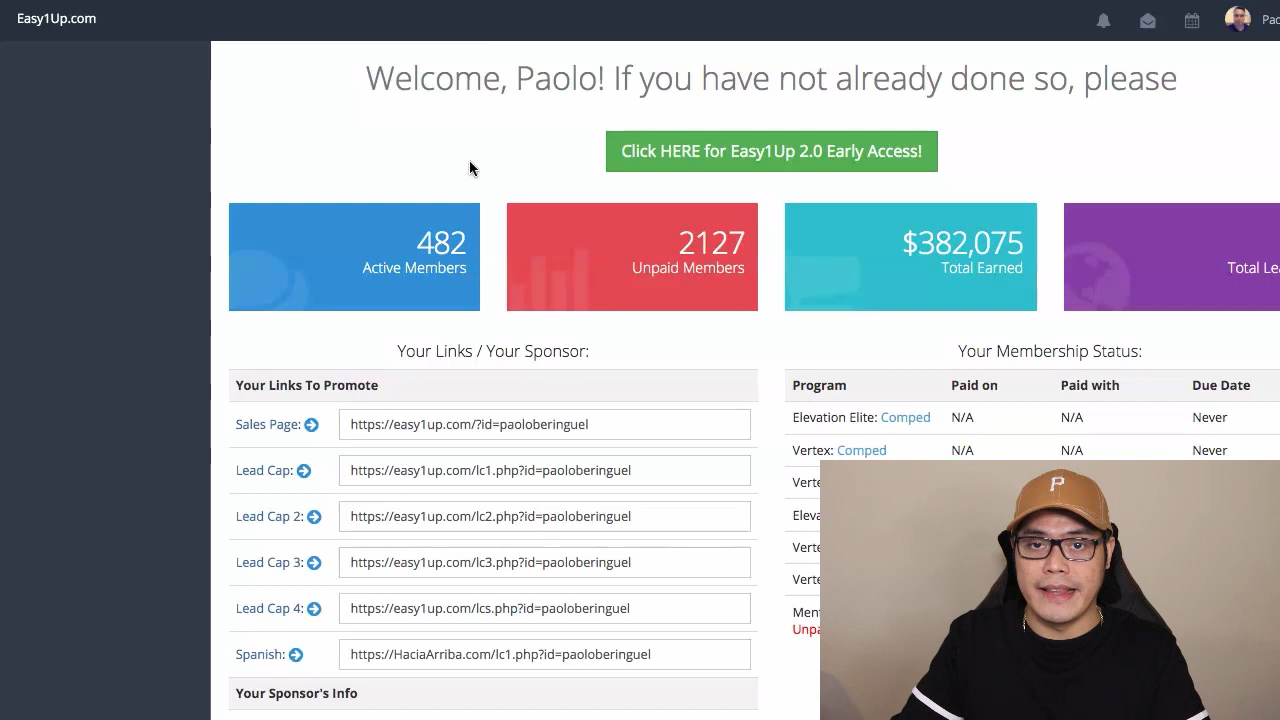 Easy1Up.com
Welcome, Paolo! If you have not already done so, please
Click HERE for Easy1Up 2.0 Early Access!
482
Active Members
2127
Unpaid Members
$382,075
Total Earned
Your Links / Your Sponsor:
Your Links To Promote
Sales Page:
https://easy1up.com/?id=paoloberinguel
Lead Cap:
https://easy1up.com/lc1.php?id=paoloberinguel
Lead Cap 2:
https://easy1up.com/lc2.php?id=paoloberinguel
Lead Cap 3:
https://easy1up.com/lc3.php?id=paoloberinguel
Lead Cap 4:
https://easy1up.com/lcs.php?id=paoloberinguel
Spanish:
https://HaciaArriba.com/lc1.php?id=paoloberinguel
Your Sponsor's Info
Total
Your Membership Status:
Program Paid on Paid with Due Date
Elevation Elite: Comped N/A N/A Never
Vertex: Comped N/A N/A Never
P